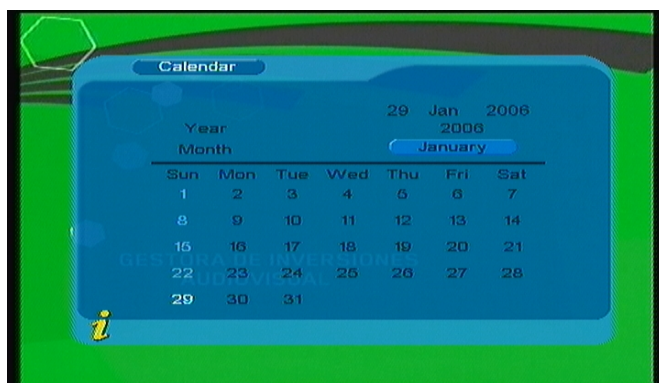 Calendar
29 Jan 2006
Year 2006
Month January
Sun Mon Tue Wed Thu Fri Sat
1 2 3 4 5 6 7
8 9 10 11 12 13 14
15 16 17 18 19 20 21
GESTORA DE INVERSIONES
22 23 24 25 26 27 28
AUDIOVISUAL
29 30 31
i